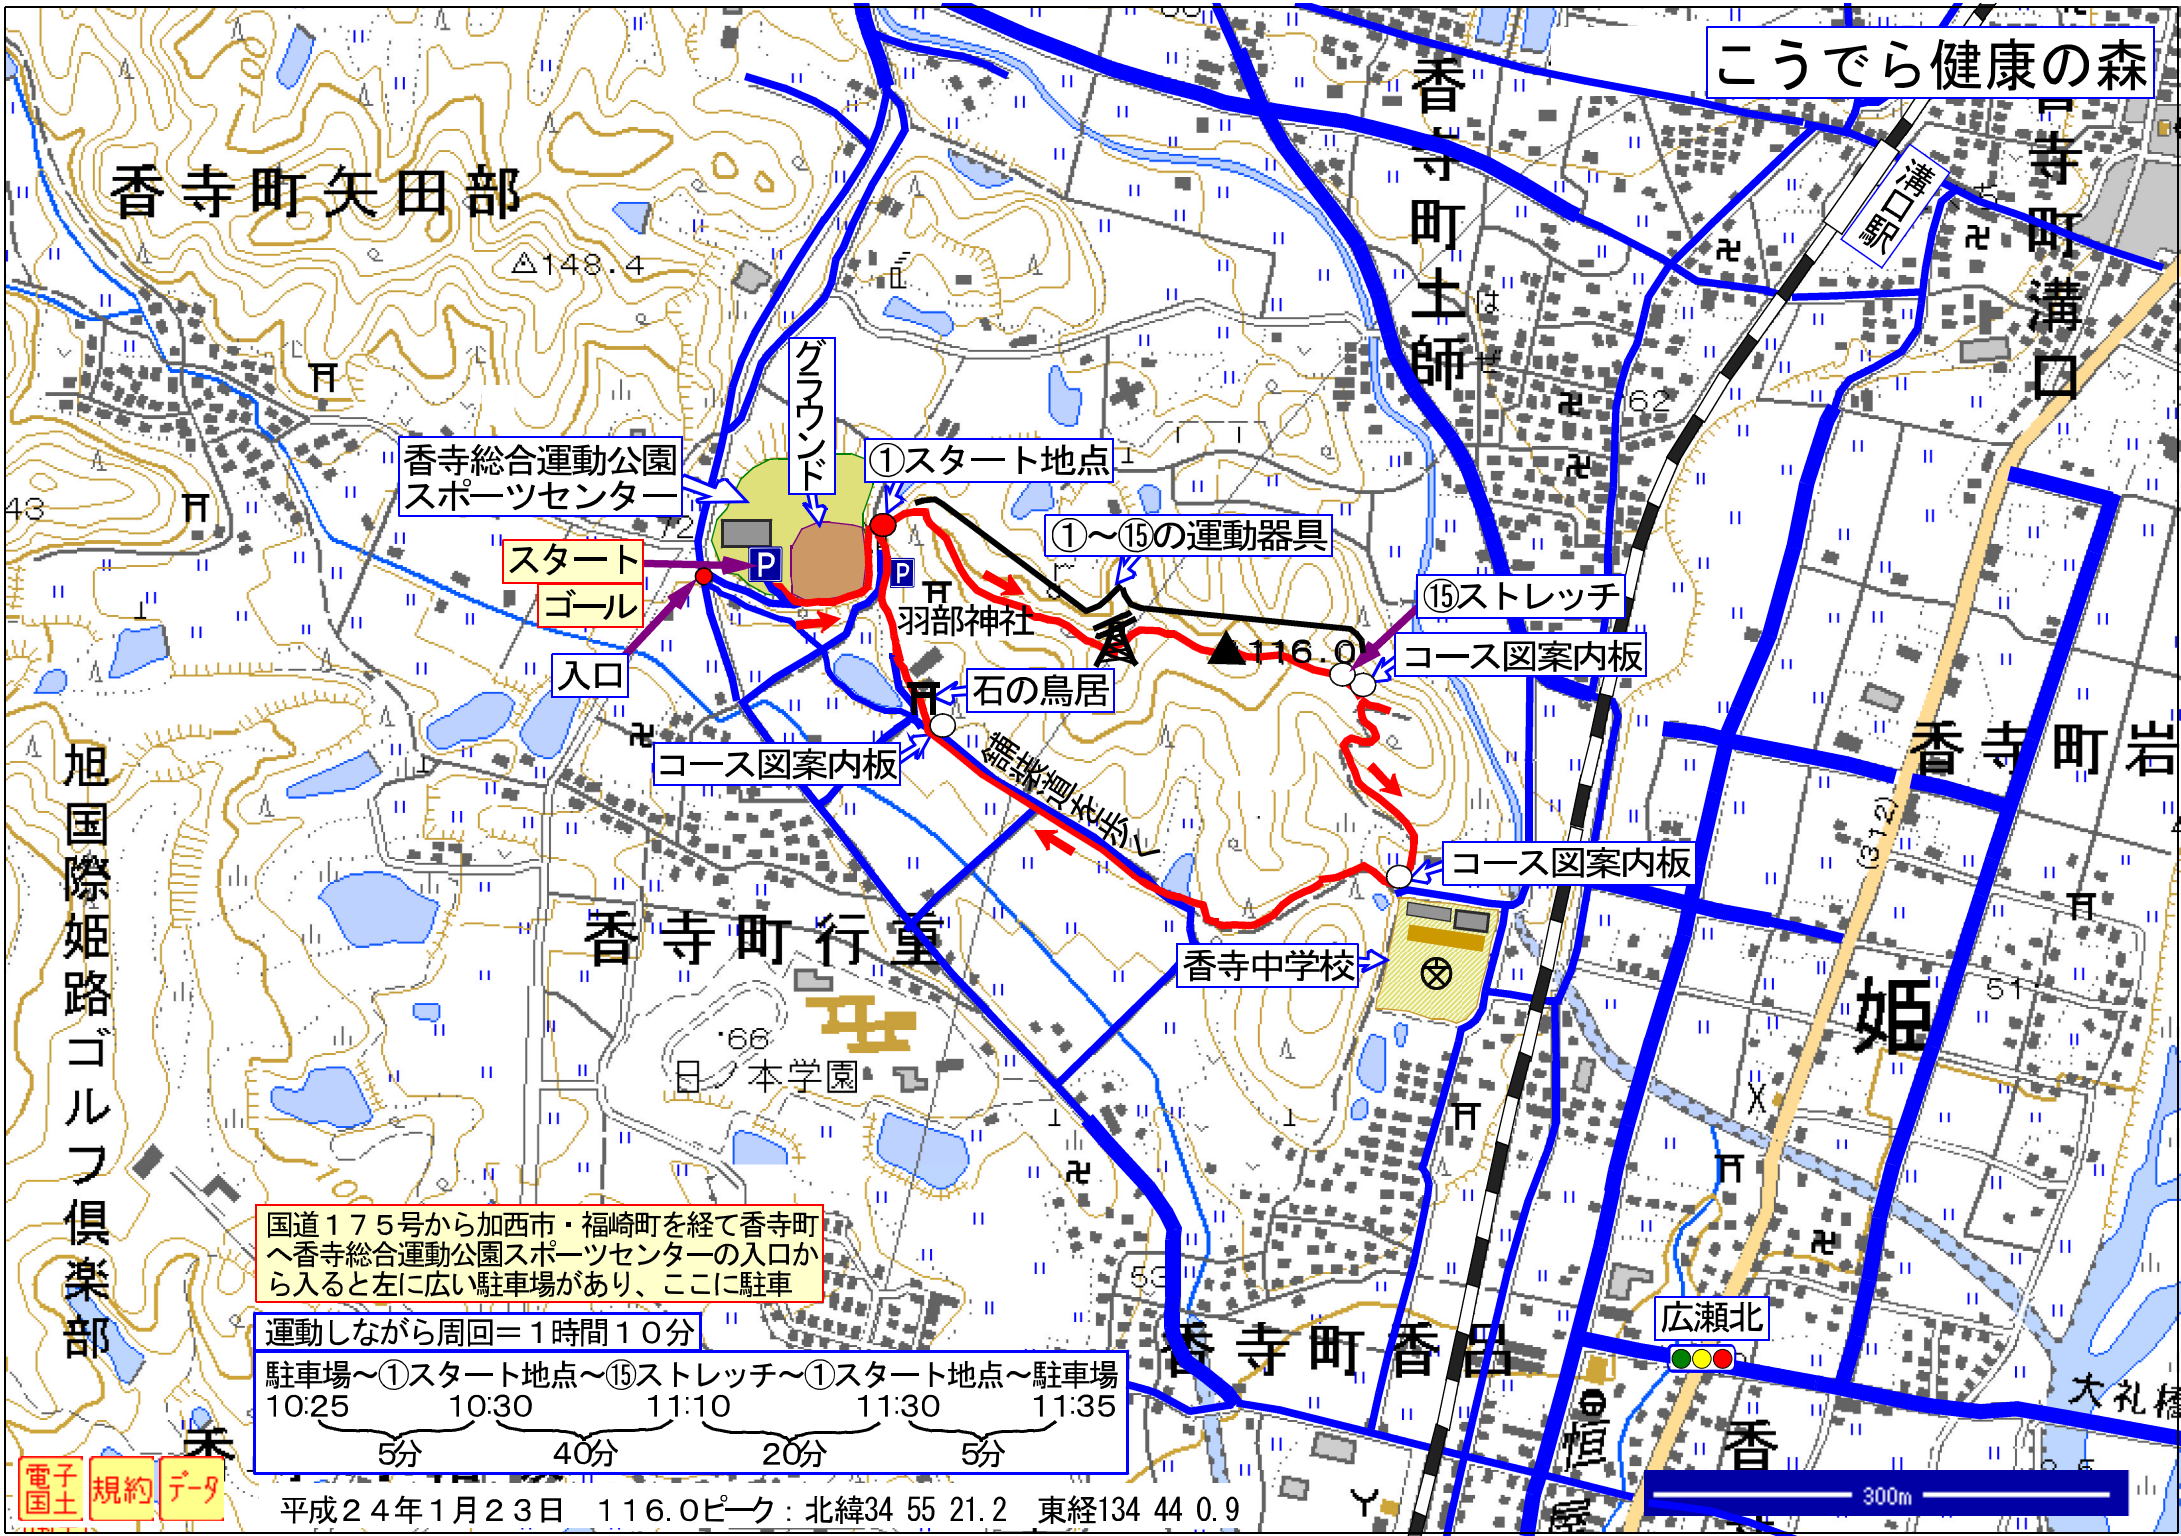 こうでら健康の森
香寺町矢田部
148.4
香寺町土師
はぜ
溝口駅
香寺町溝口
62
グラウンド
香寺総合運動公園
スポーツセンター
①スタート地点
①～⑮の運動器具
43
72
スタート
ゴール
P
P
羽部神社
⑮ストレッチ
116.0
コース図案内板
入口
石の鳥居
コース図案内板
舗装道を歩く
香寺町岩
(312)
旭国際姫路ゴルフ倶楽部
コース図案内板
香寺町行重
香寺中学校
姫
51
66
日ノ本学園
100
国道１７５号から加西市・福崎町を経て香寺町
へ香寺総合運動公園スポーツセンターの入口か
ら入ると左に広い駐車場があり、ここに駐車
53
広瀬北
運動しながら周回＝１時間１０分
香寺町香呂
駐車場～①スタート地点～⑮ストレッチ～①スタート地点～駐車場
10:25 10:30 11:10 11:30 11:35
5分 40分 20分 5分
大礼橋
香
香
電子国土
規約
データ
平成２４年１月２３日 １１６.０ピーク：北緯34 55 21.2 東経134 44 0.9
300m